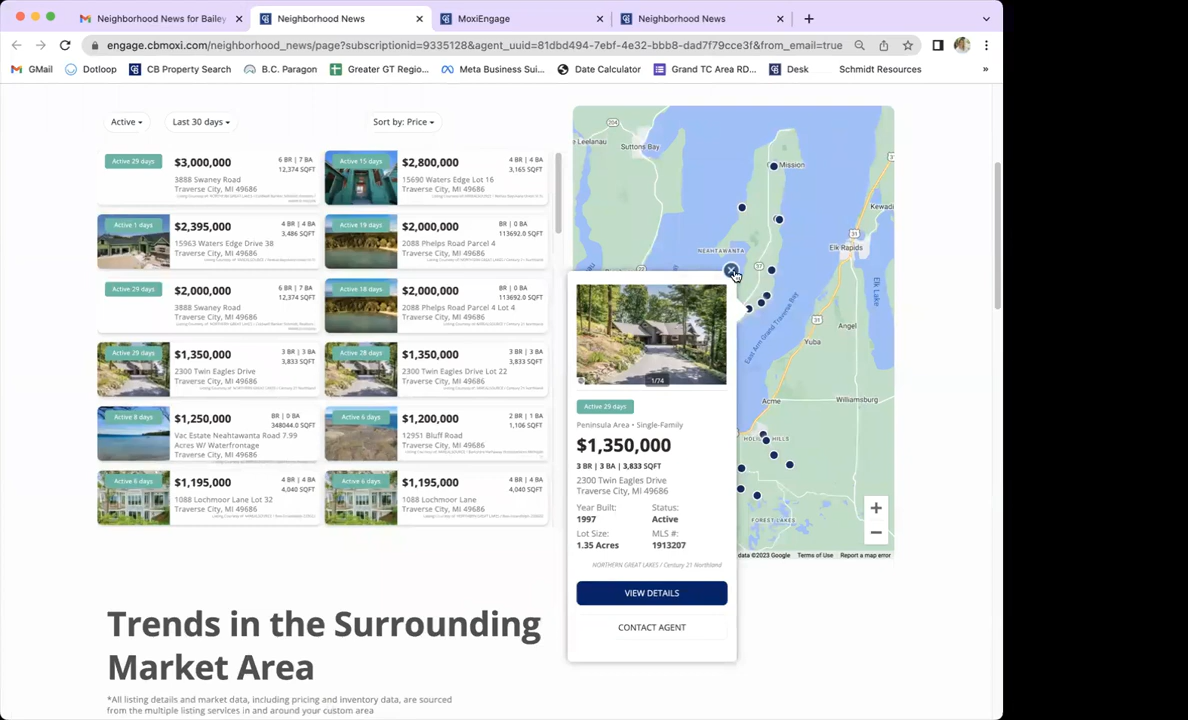 Neighborhood News for Bailey
Neighborhood News
MoxiEngage
Neighborhood News
engage.cbmoxi.com/neighborhood_news/page?subscriptionid=9335128&agent_uuid=81dbd494-7ebf-4e32-bbb8-dad7f79cce3f&from_email=true
GMail
Dotloop
CB Property Search
B.C. Paragon
Greater GT Regio...
Meta Business Sui...
Date Calculator
Grand TC Area RD...
Desk
Schmidt Resources
»
Active
Last 30 days
Sort by: Price
Active 29 days
$3,000,000
6 BR | 7 BA
12,374 SQFT
3888 Swaney Road
Traverse City, MI 49686
Active 15 days
$2,800,000
4 BR | 4 BA
3,165 SQFT
15690 Waters Edge Lot 16
Traverse City, MI 49686
Active 1 days
$2,395,000
4 BR | 4 BA
3,486 SQFT
15963 Waters Edge Drive 38
Traverse City, MI 49686
Active 19 days
$2,000,000
BR | 0 BA
113692.0 SQFT
2088 Phelps Road Parcel 4
Traverse City, MI 49686
Active 29 days
$2,000,000
6 BR | 7 BA
12,374 SQFT
3888 Swaney Road
Traverse City, MI 49686
Active 18 days
$2,000,000
BR | 0 BA
113692.0 SQFT
2088 Phelps Road Parcel 4 Lot 4
Traverse City, MI 49686
Active 29 days
$1,350,000
3 BR | 3 BA
3,833 SQFT
2300 Twin Eagles Drive
Traverse City, MI 49686
Active 28 days
$1,350,000
3 BR | 3 BA
3,833 SQFT
2300 Twin Eagles Drive Lot 22
Traverse City, MI 49686
Active 8 days
$1,250,000
BR | 0 BA
348044.0 SQFT
Vac Estate Neahtawanta Road 7.99
Acres W/ Waterfrontage
Traverse City, MI 49686
Active 6 days
$1,200,000
2 BR | 1 BA
1,106 SQFT
12951 Bluff Road
Traverse City, MI 49686
Active 6 days
$1,195,000
4 BR | 4 BA
4,040 SQFT
1088 Lochmoor Lane Lot 32
Traverse City, MI 49686
Active 6 days
$1,195,000
4 BR | 4 BA
4,040 SQFT
1088 Lochmoor Lane
Traverse City, MI 49686
204
e Leelanau
Suttons Bay
Mission
31
Kewadi
NEAHTAWANTA
31
Elk Rapids
22
37
Elk Lake
East Arm Grand Traverse Bay
31
Angel
Yuba
Acme
Williamsburg
HOLIDAY HILLS
FOREST LAKES
data ©2023 Google
Terms of Use
Report a map error
1/74
Active 29 days
Peninsula Area • Single-Family
$1,350,000
3 BR | 3 BA | 3,833 SQFT
2300 Twin Eagles Drive
Traverse City, MI 49686
Year Built:
1997
Status:
Active
Lot Size:
1.35 Acres
MLS #:
1913207
NORTHERN GREAT LAKES / Century 21 Northland
VIEW DETAILS
CONTACT AGENT
Trends in the Surrounding
Market Area
*All listing details and market data, including pricing and inventory data, are sourced
from the multiple listing services in and around your custom area